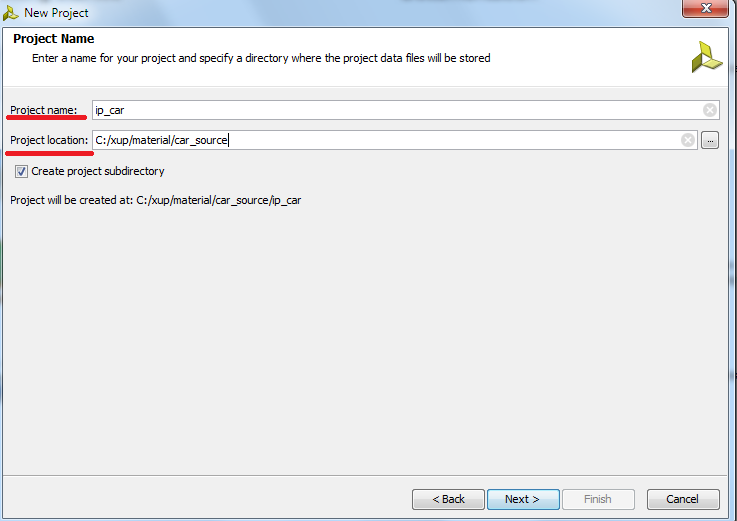 New Project
Project Name
Enter a name for your project and specify a directory where the project data files will be stored
Project name: ip_car
Project location: C:/xup/material/car_source
...
Create project subdirectory
Project will be created at: C:/xup/material/car_source/ip_car
< Back Next > Finish Cancel